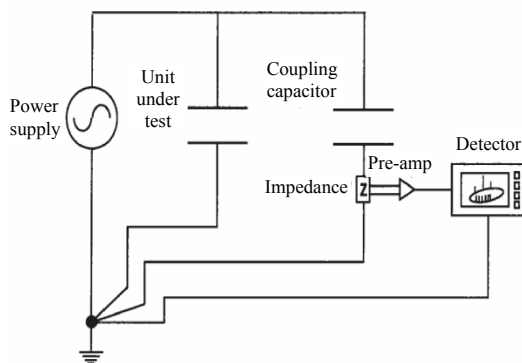 Unit
under
test
Coupling
capacitor
Power
supply
Detector
Pre-amp
Impedance
Z